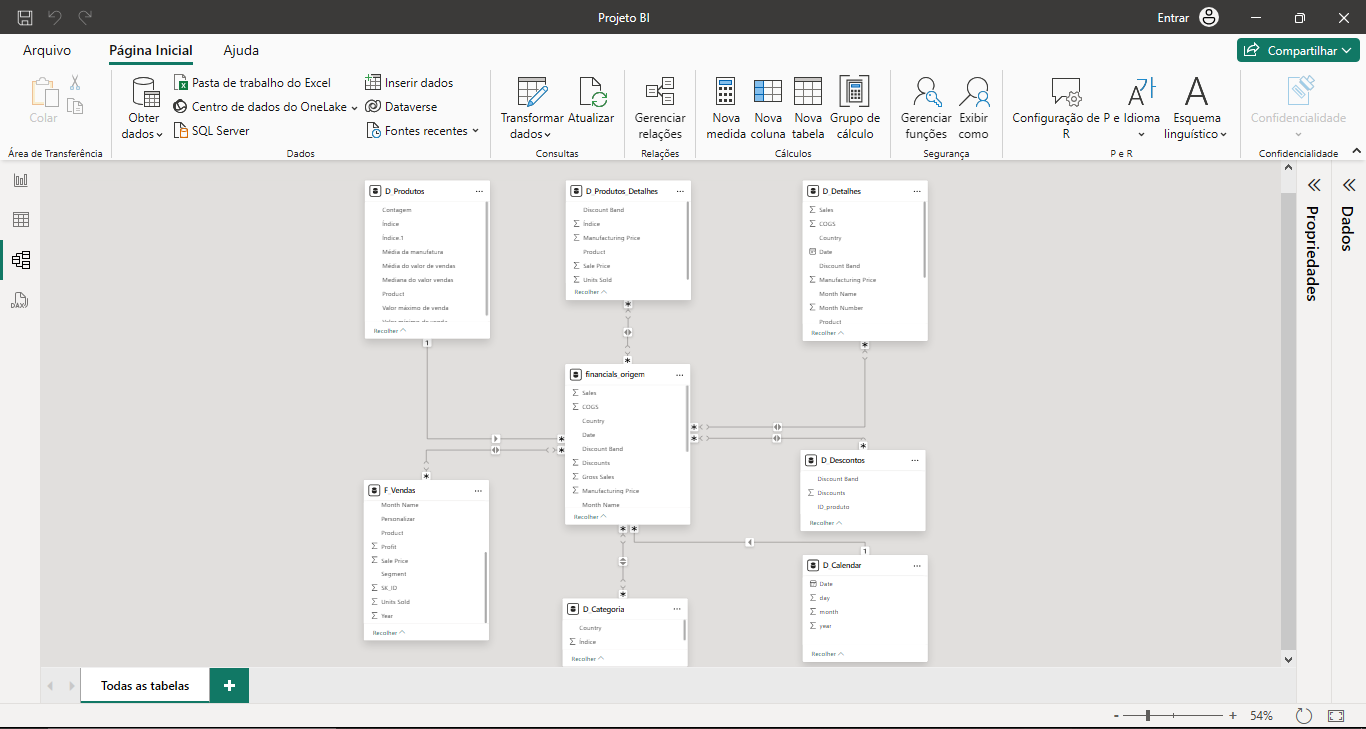 Projeto BI
Entrar
Arquivo
Página Inicial
Ajuda
Compartilhar
Colar
Área de Transferência
Obter dados
Pasta de trabalho do Excel
Centro de dados do OneLake
SQL Server
Inserir dados
Dataverse
Fontes recentes
Dados
Transformar dados
Atualizar
Consultas
Gerenciar relações
Relações
Nova medida
Nova coluna
Nova tabela
Grupo de cálculo
Cálculos
Gerenciar funções
Exibir como
Segurança
Configuração de P e R
Idioma
Esquema linguístico
P e R
Confidencialidade
Confidencialidade
DAX
D_Produtos
Contagem
Índice
Índice.1
Média da manufatura
Média do valor de vendas
Mediana do valor vendas
Product
Valor máximo de venda
Valor mínimo de venda
Recolher
1
D_Produtos_Detalhes
Discount Band
Índice
Manufacturing Price
Product
Sale Price
Units Sold
Recolher
D_Detalhes
Sales
COGS
Country
Date
Discount Band
Manufacturing Price
Month Name
Month Number
Product
Recolher
financials_origem
Sales
COGS
Country
Date
Discount Band
Discounts
Gross Sales
Manufacturing Price
Month Name
Recolher
F_Vendas
Month Name
Personalizar
Product
Profit
Sale Price
Segment
SK_ID
Units Sold
Year
Recolher
D_Descontos
Discount Band
Discounts
ID_produto
Recolher
1
D_Calendar
Date
day
month
year
Recolher
D_Categoria
Country
Índice
Recolher
Propriedades
Dados
Todas as tabelas
54%